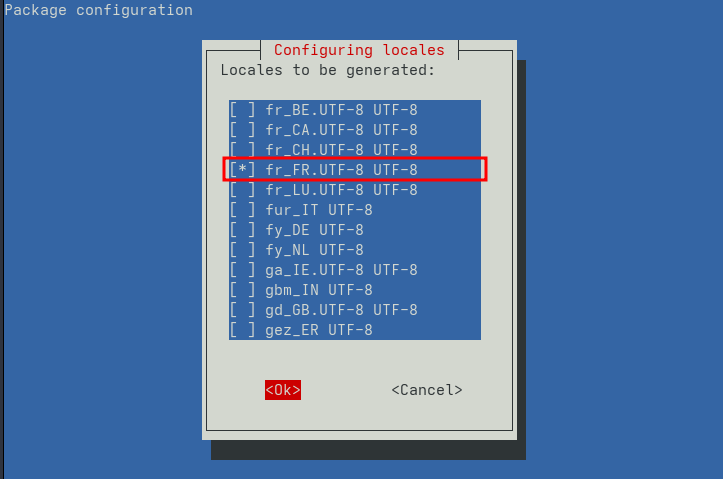 Package configuration
Configuring locales
Locales to be generated:
[ ] fr_BE.UTF-8 UTF-8
[ ] fr_CA.UTF-8 UTF-8
[ ] fr_CH.UTF-8 UTF-8
[*] fr_FR.UTF-8 UTF-8
[ ] fr_LU.UTF-8 UTF-8
[ ] fur_IT UTF-8
[ ] fy_DE UTF-8
[ ] fy_NL UTF-8
[ ] ga_IE.UTF-8 UTF-8
[ ] gbm_IN UTF-8
[ ] gd_GB.UTF-8 UTF-8
[ ] gez_ER UTF-8
<Ok> <Cancel>